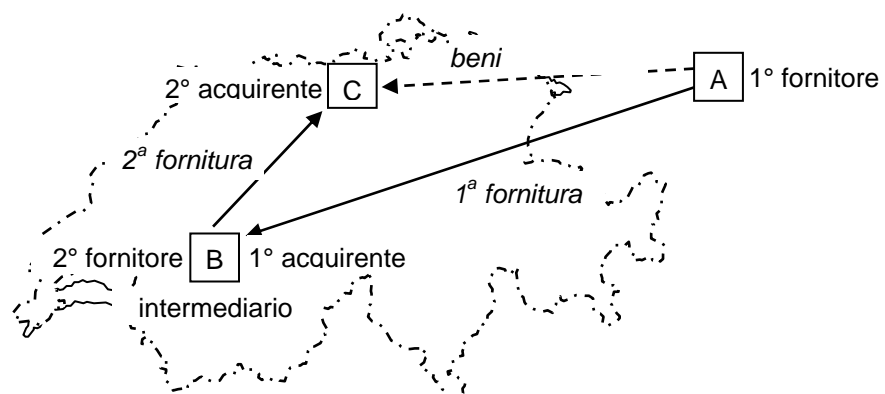 beni
A 1° fornitore
2° acquirente C
2ª fornitura
1ª fornitura
2° fornitore B 1° acquirente
intermediario